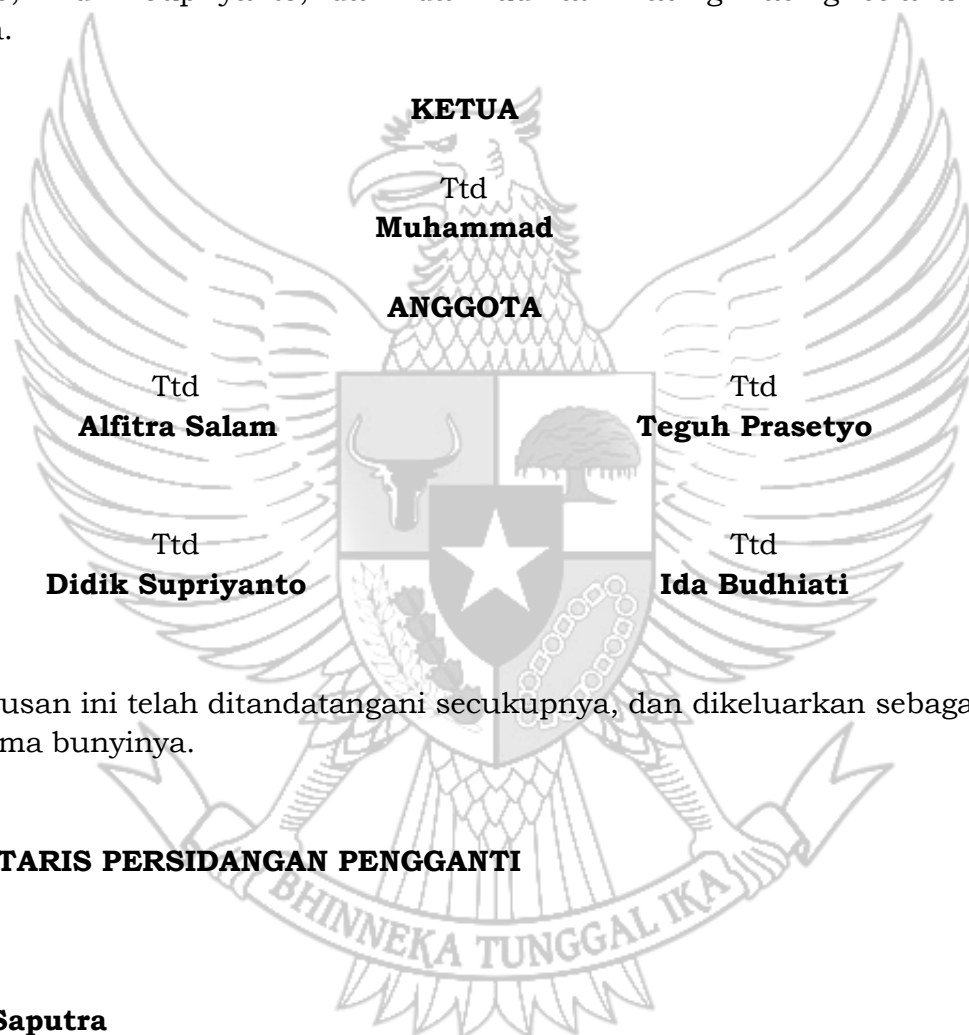 KETUA
Ttd
Muhammad
ANGGOTA
Ttd Ttd
Alfitra Salam Teguh Prasetyo
Ttd Ttd
Didik Supriyanto Ida Budhiati
usan ini telah ditandatangani secukupnya, dan dikeluarkan sebaga
ma bunyinya.
TARIS PERSIDANGAN PENGGANTI
BHINNEKA TUNGGAL IKA
Saputra